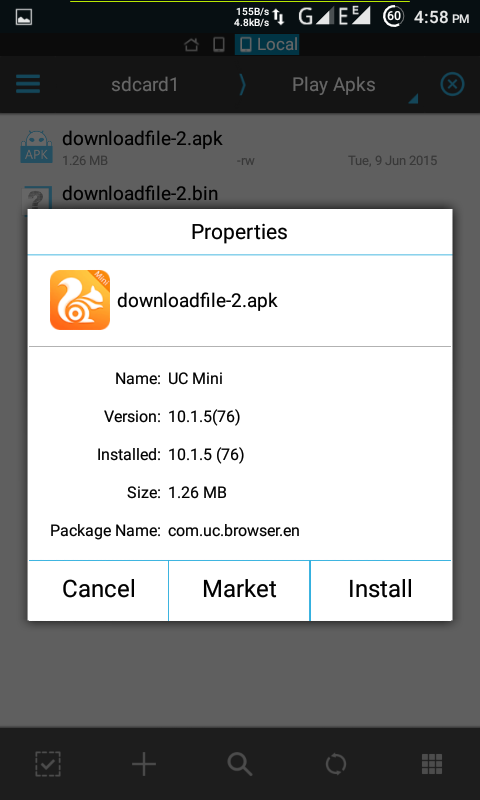 155B/s
4.8kB/s
G
E
E
60
4:58 PM
Local
sdcard1
Play Apks
APK
downloadfile-2.apk
1.26 MB
-rw
Tue, 9 Jun 2015
?
downloadfile-2.bin
Properties
Mini
downloadfile-2.apk
Name: UC Mini
Version: 10.1.5(76)
Installed: 10.1.5 (76)
Size: 1.26 MB
Package Name: com.uc.browser.en
Cancel
Market
Install